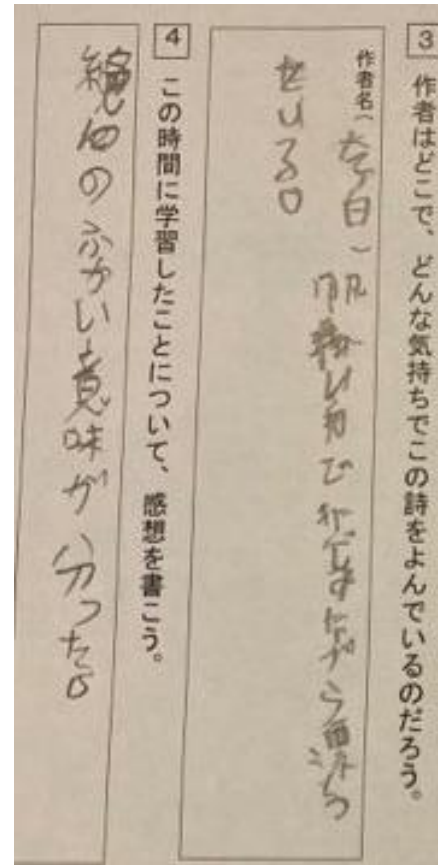 3 作者はどこで、どんな気持ちでこの詩をよんでいるのだろう。
作者名(李白)
ている。
4 この時間に学習したことについて、感想を書こう。
絶句のふかい意味が分った。